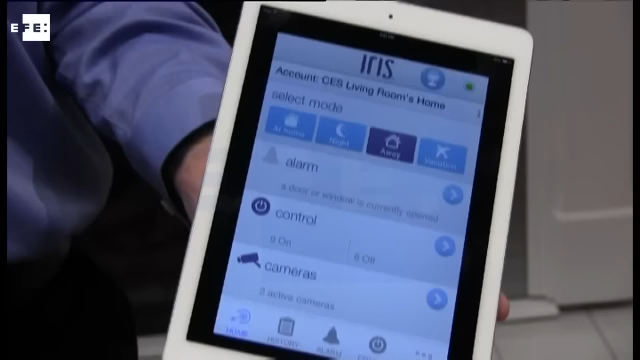 EFE:
IRIS
Account: CES Living Room's Home
select mode
At home Night Away Vacation
alarm
a door or window is currently opened
control
9 On 6 Off
cameras
2 active cameras
HOME HISTORY ALARM